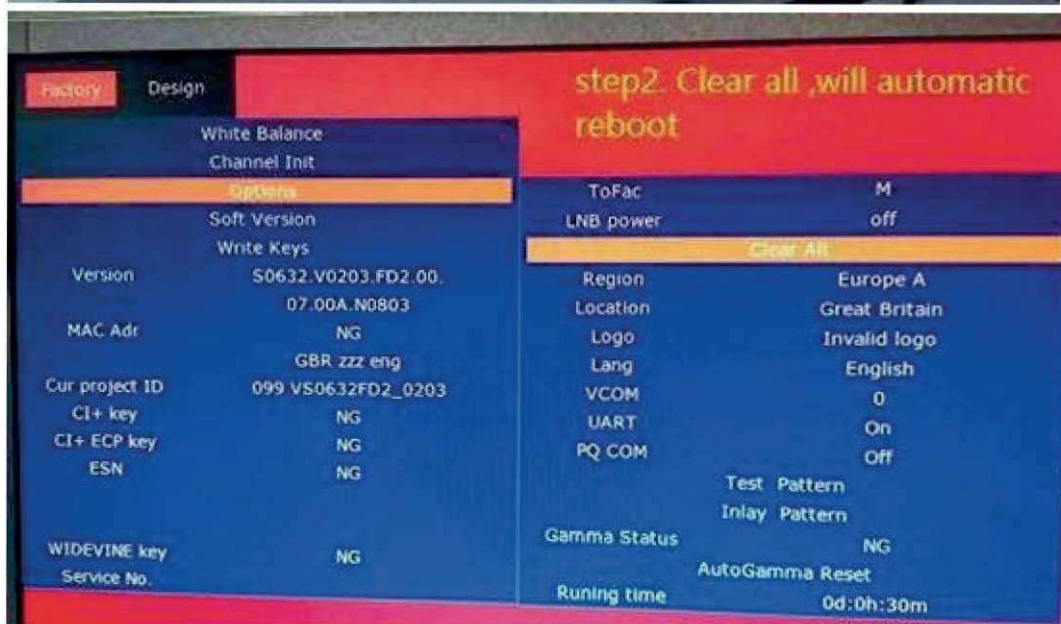 step2. Clear all ,will automatic
reboot
Factory Design
White Balance
Channel Init
Options
Soft Version
Write Keys
Version S0632.V0203.FD2.00.
07.00A.N0803
MAC Adr NG
GBR zzz eng
Cur project ID 099 VS0632FD2_0203
CI+ key NG
CI+ ECP key NG
ESN NG
WIDEVINE key NG
Service No.
ToFac M
LNB power off
Clear All
Region Europe A
Location Great Britain
Logo Invalid logo
Lang English
VCOM 0
UART On
PQ COM Off
Test Pattern
Inlay Pattern
Gamma Status NG
AutoGamma Reset
Runing time 0d:0h:30m